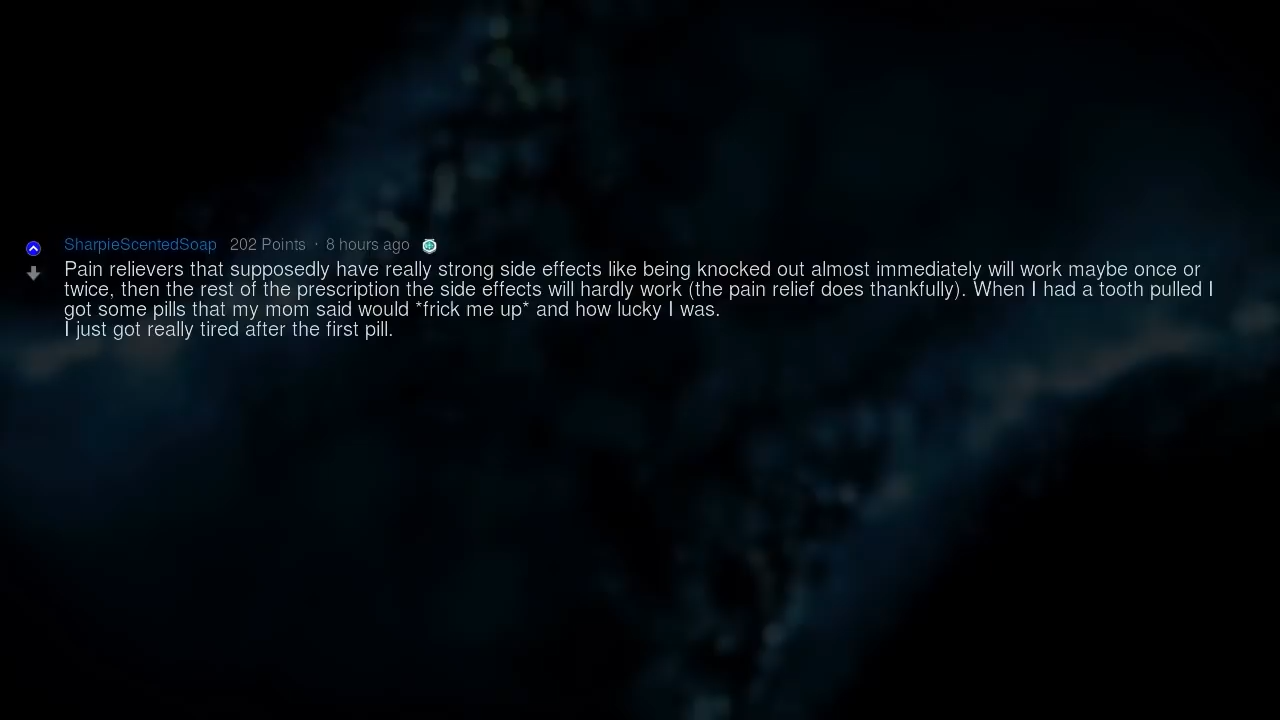 SharpieScentedSoap 202 Points · 8 hours ago
Pain relievers that supposedly have really strong side effects like being knocked out almost immediately will work maybe once or
twice, then the rest of the prescription the side effects will hardly work (the pain relief does thankfully). When I had a tooth pulled I
got some pills that my mom said would *frick me up* and how lucky I was.
I just got really tired after the first pill.